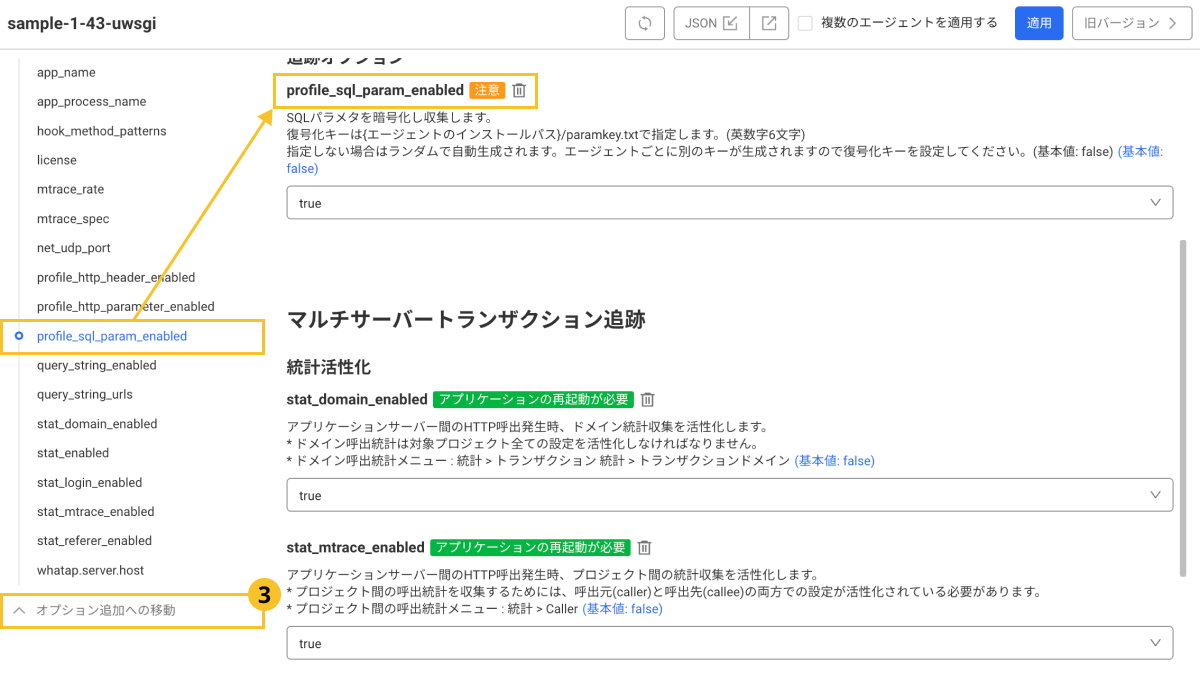 sample-1-43-uwsgi
JSON
複数のエージェントを適用する
適用
旧バージョン
app_name
app_process_name
hook_method_patterns
license
mtrace_rate
mtrace_spec
net_udp_port
profile_http_header_enabled
profile_http_parameter_enabled
profile_sql_param_enabled
query_string_enabled
query_string_urls
stat_domain_enabled
stat_enabled
stat_login_enabled
stat_mtrace_enabled
stat_referer_enabled
whatap.server.host
オプション追加への移動
3
追跡オプション
profile_sql_param_enabled 注意
SQLパラメタを暗号化し収集します。
復号化キーは{エージェントのインストールパス}/paramkey.txtで指定します。(英数字6文字)
指定しない場合はランダムで自動生成されます。エージェントごとに別のキーが生成されますので復号化キーを設定してください。(基本値: false) (基本値:
false)
true
マルチサーバートランザクション追跡
統計活性化
stat_domain_enabled アプリケーションの再起動が必要
アプリケーションサーバー間のHTTP呼出発生時、ドメイン統計収集を活性化します。
* ドメイン呼出統計は対象プロジェクト全ての設定を活性化しなければなりません。
* ドメイン呼出統計メニュー : 統計 > トランザクション 統計 > トランザクションドメイン (基本値: false)
true
stat_mtrace_enabled アプリケーションの再起動が必要
アプリケーションサーバー間のHTTP呼出発生時、プロジェクト間の統計収集を活性化します。
* プロジェクト間の呼出統計を収集するためには、呼出元(caller)と呼出先(callee)の両方での設定が活性化されている必要があります。
* プロジェクト間の呼出統計メニュー : 統計 > Caller (基本値: false)
true